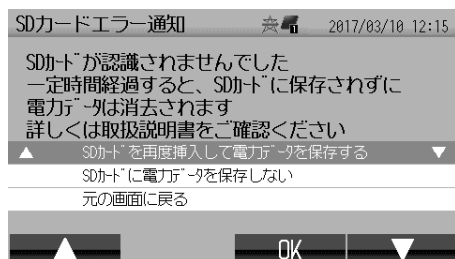 SDカードエラー通知 2017/03/10 12:15
SDｶｰﾄﾞが認識されませんでした
一定時間経過すると、SDｶｰﾄﾞに保存されずに
電力ﾃﾞｰﾀは消去されます
詳しくは取扱説明書をご確認ください
▲ SDｶｰﾄﾞを再度挿入して電力ﾃﾞｰﾀを保存する ▼
SDｶｰﾄﾞに電力ﾃﾞｰﾀを保存しない
元の画面に戻る
▲ OK ▼